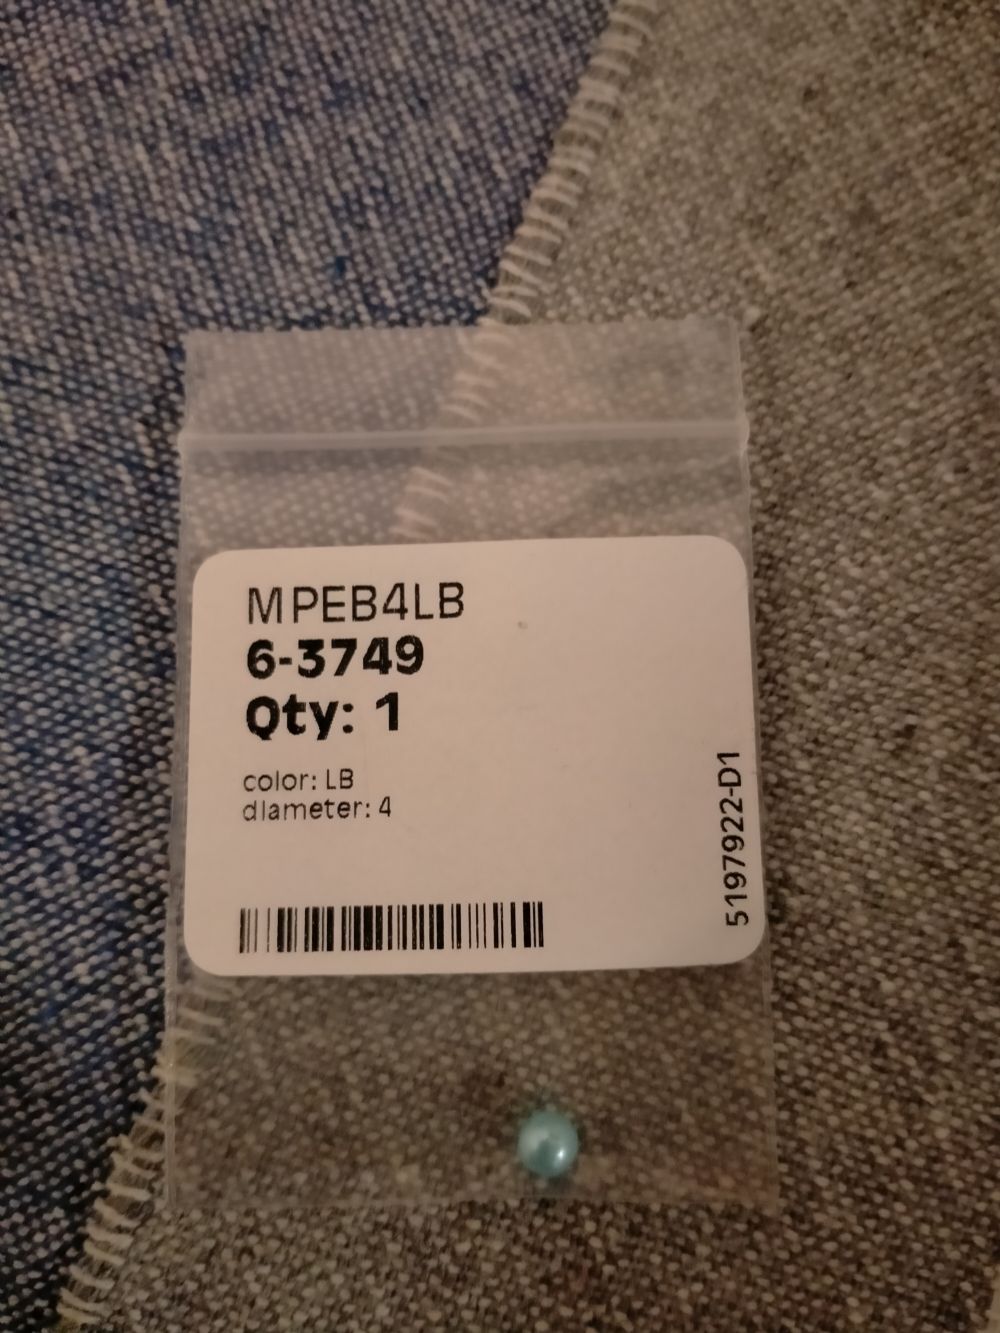 MPEB4LB
6-3749
Qty: 1
color: LB
diameter: 4
5197922-D1